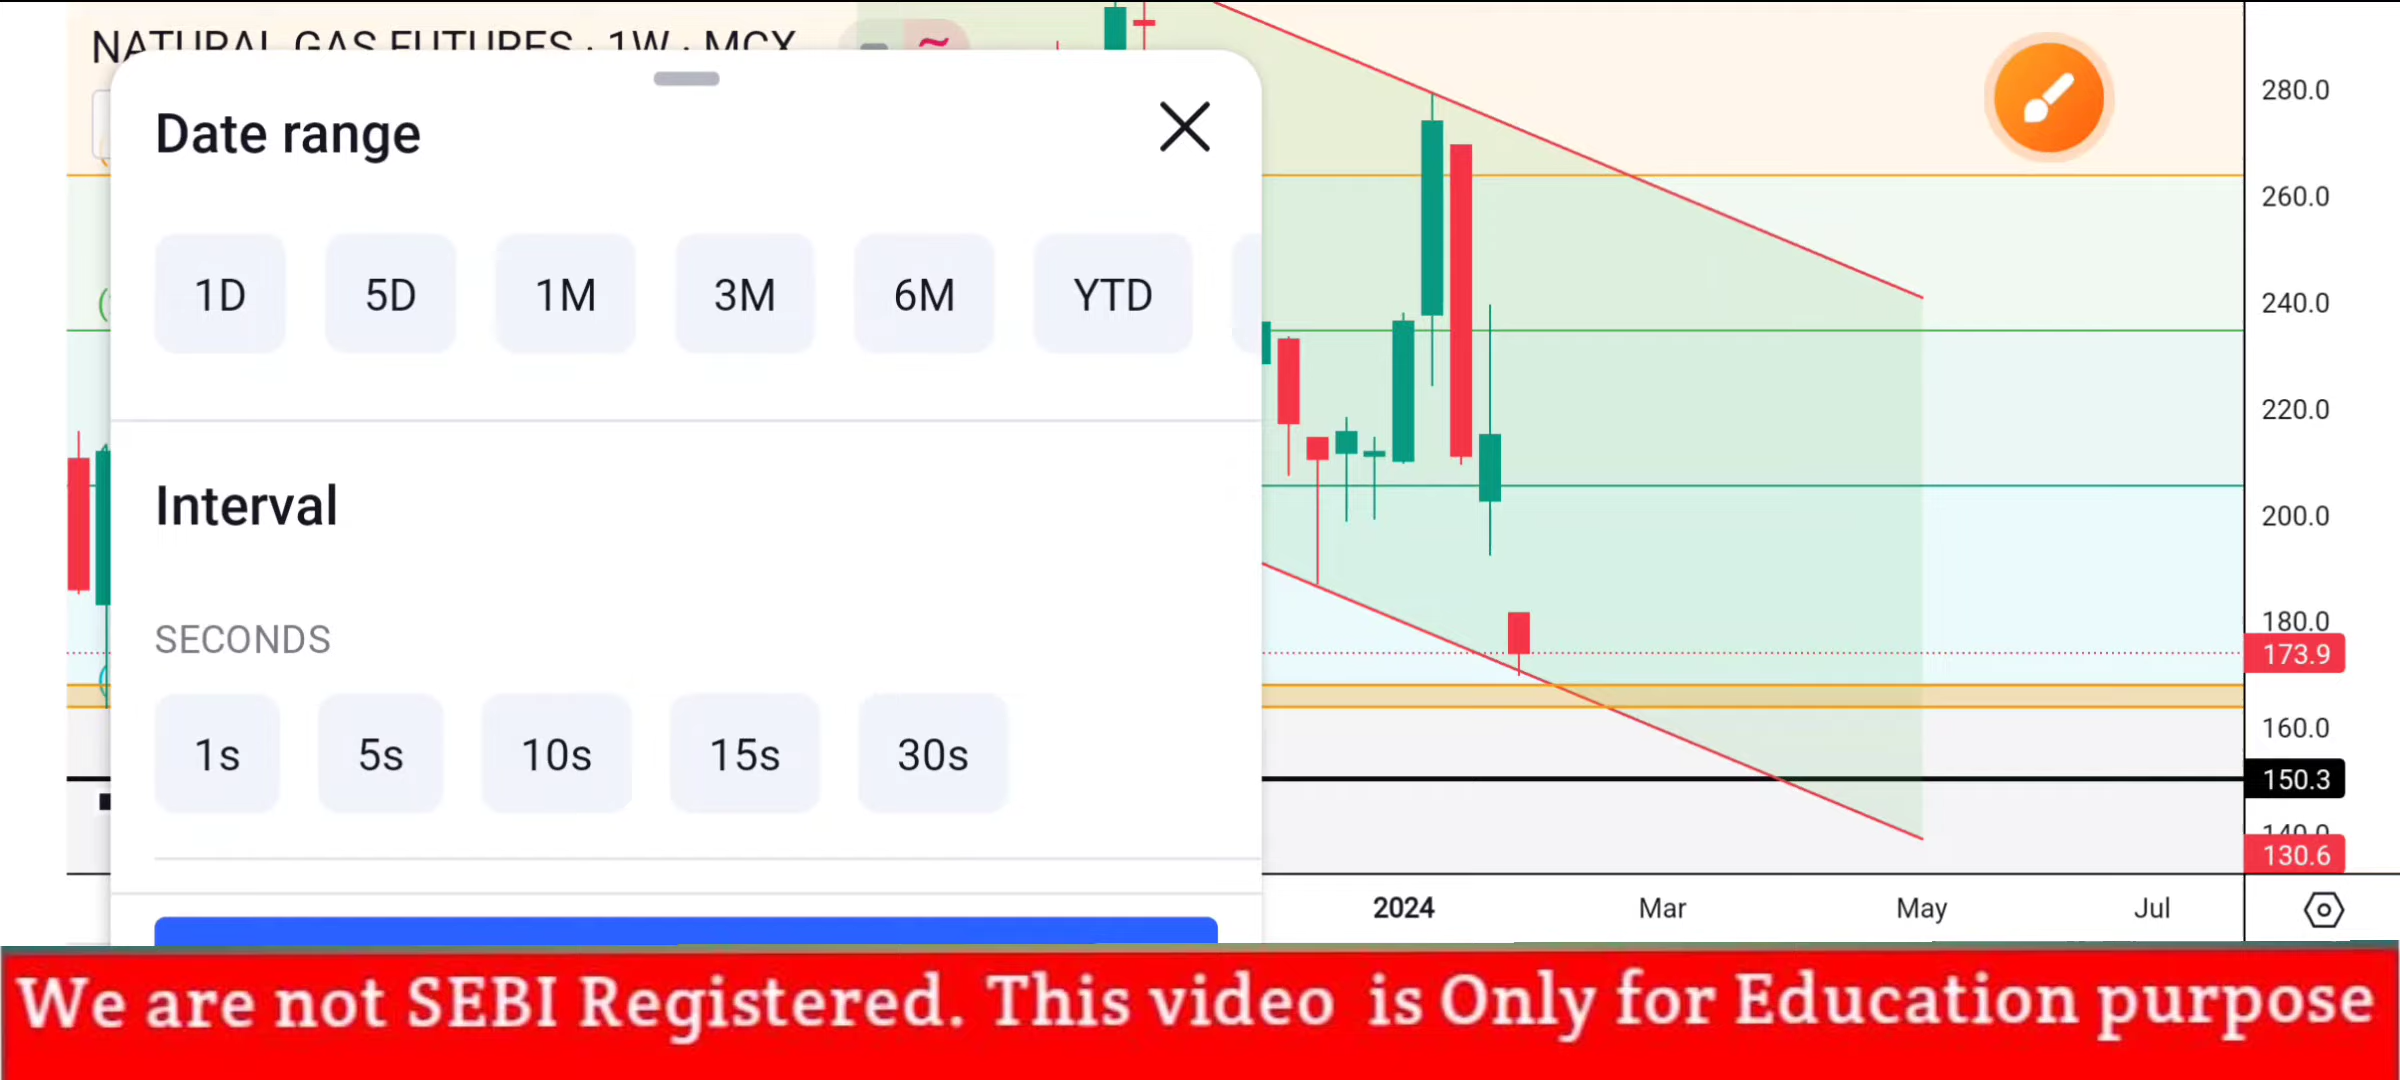 NATURAL GAS FUTURES · 1W · MCX
Date range
1D 5D 1M 3M 6M YTD
Interval
SECONDS
1s 5s 10s 15s 30s
280.0
260.0
240.0
220.0
200.0
180.0
173.9
160.0
150.3
140.0
130.6
2024 Mar May Jul
We are not SEBI Registered. This video is Only for Education purpose